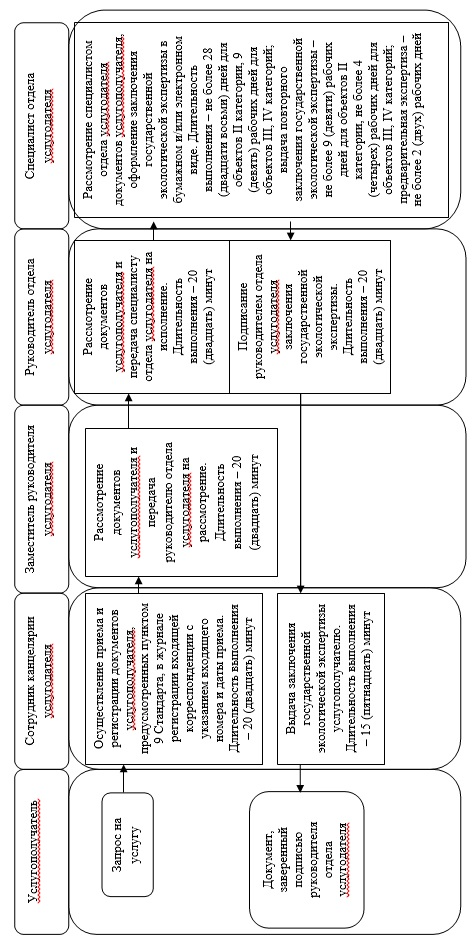 Услугополучатель
Сотрудник канцелярии
услугодателя
Заместитель руководителя
услугодателя
Руководитель отдела
услугодателя
Специалист отдела
услугодателя
Запрос на
услугу
Осуществление приема и
регистрации документов
услугополучателя,
предусмотренных пунктом
9 Стандарта, в журнале
регистрации входящей
корреспонденции с
указанием входящего
номера и даты приема.
Длительность выполнения
– 20 (двадцать) минут
Рассмотрение
документов
услугополучателя и
передача
руководителю отдела
услугодателя на
рассмотрение.
Длительность
выполнения – 20
(двадцать) минут
Рассмотрение
документов
услугополучателя и
передача специалисту
отдела услугодателя на
исполнение.
Длительность
выполнения – 20
(двадцать) минут
Рассмотрение специалистом
отдела услугодателя
документов услугополучателя,
оформление заключения
государственной
экологической экспертизы в
бумажном и/или электронном
виде. Длительность
выполнения – не более 28
(двадцати восьми) дней для
объектов II категории, 9
(девять) рабочих дней для
объектов III, IV категорий;
выдача повторного
заключения государственной
экологической экспертизы –
не более 9 (девяти) рабочих
дней для объектов II
категории, не более 4
(четырех) рабочих дней для
объектов III, IV категорий;
предварительная экспертиза –
не более 2 (двух) рабочих дней
Подписание
руководителем отдела
услугодателя
заключения
государственной
экологической
экспертизы.
Длительность
выполнения – 20
(двадцать) минут
Выдача заключения
государственной
экологической экспертизы
услугополучателю.
Длительность выполнения
– 15 (пятнадцать) минут
Документ,
заверенный
подписью
руководителя
отдела
услугодателя